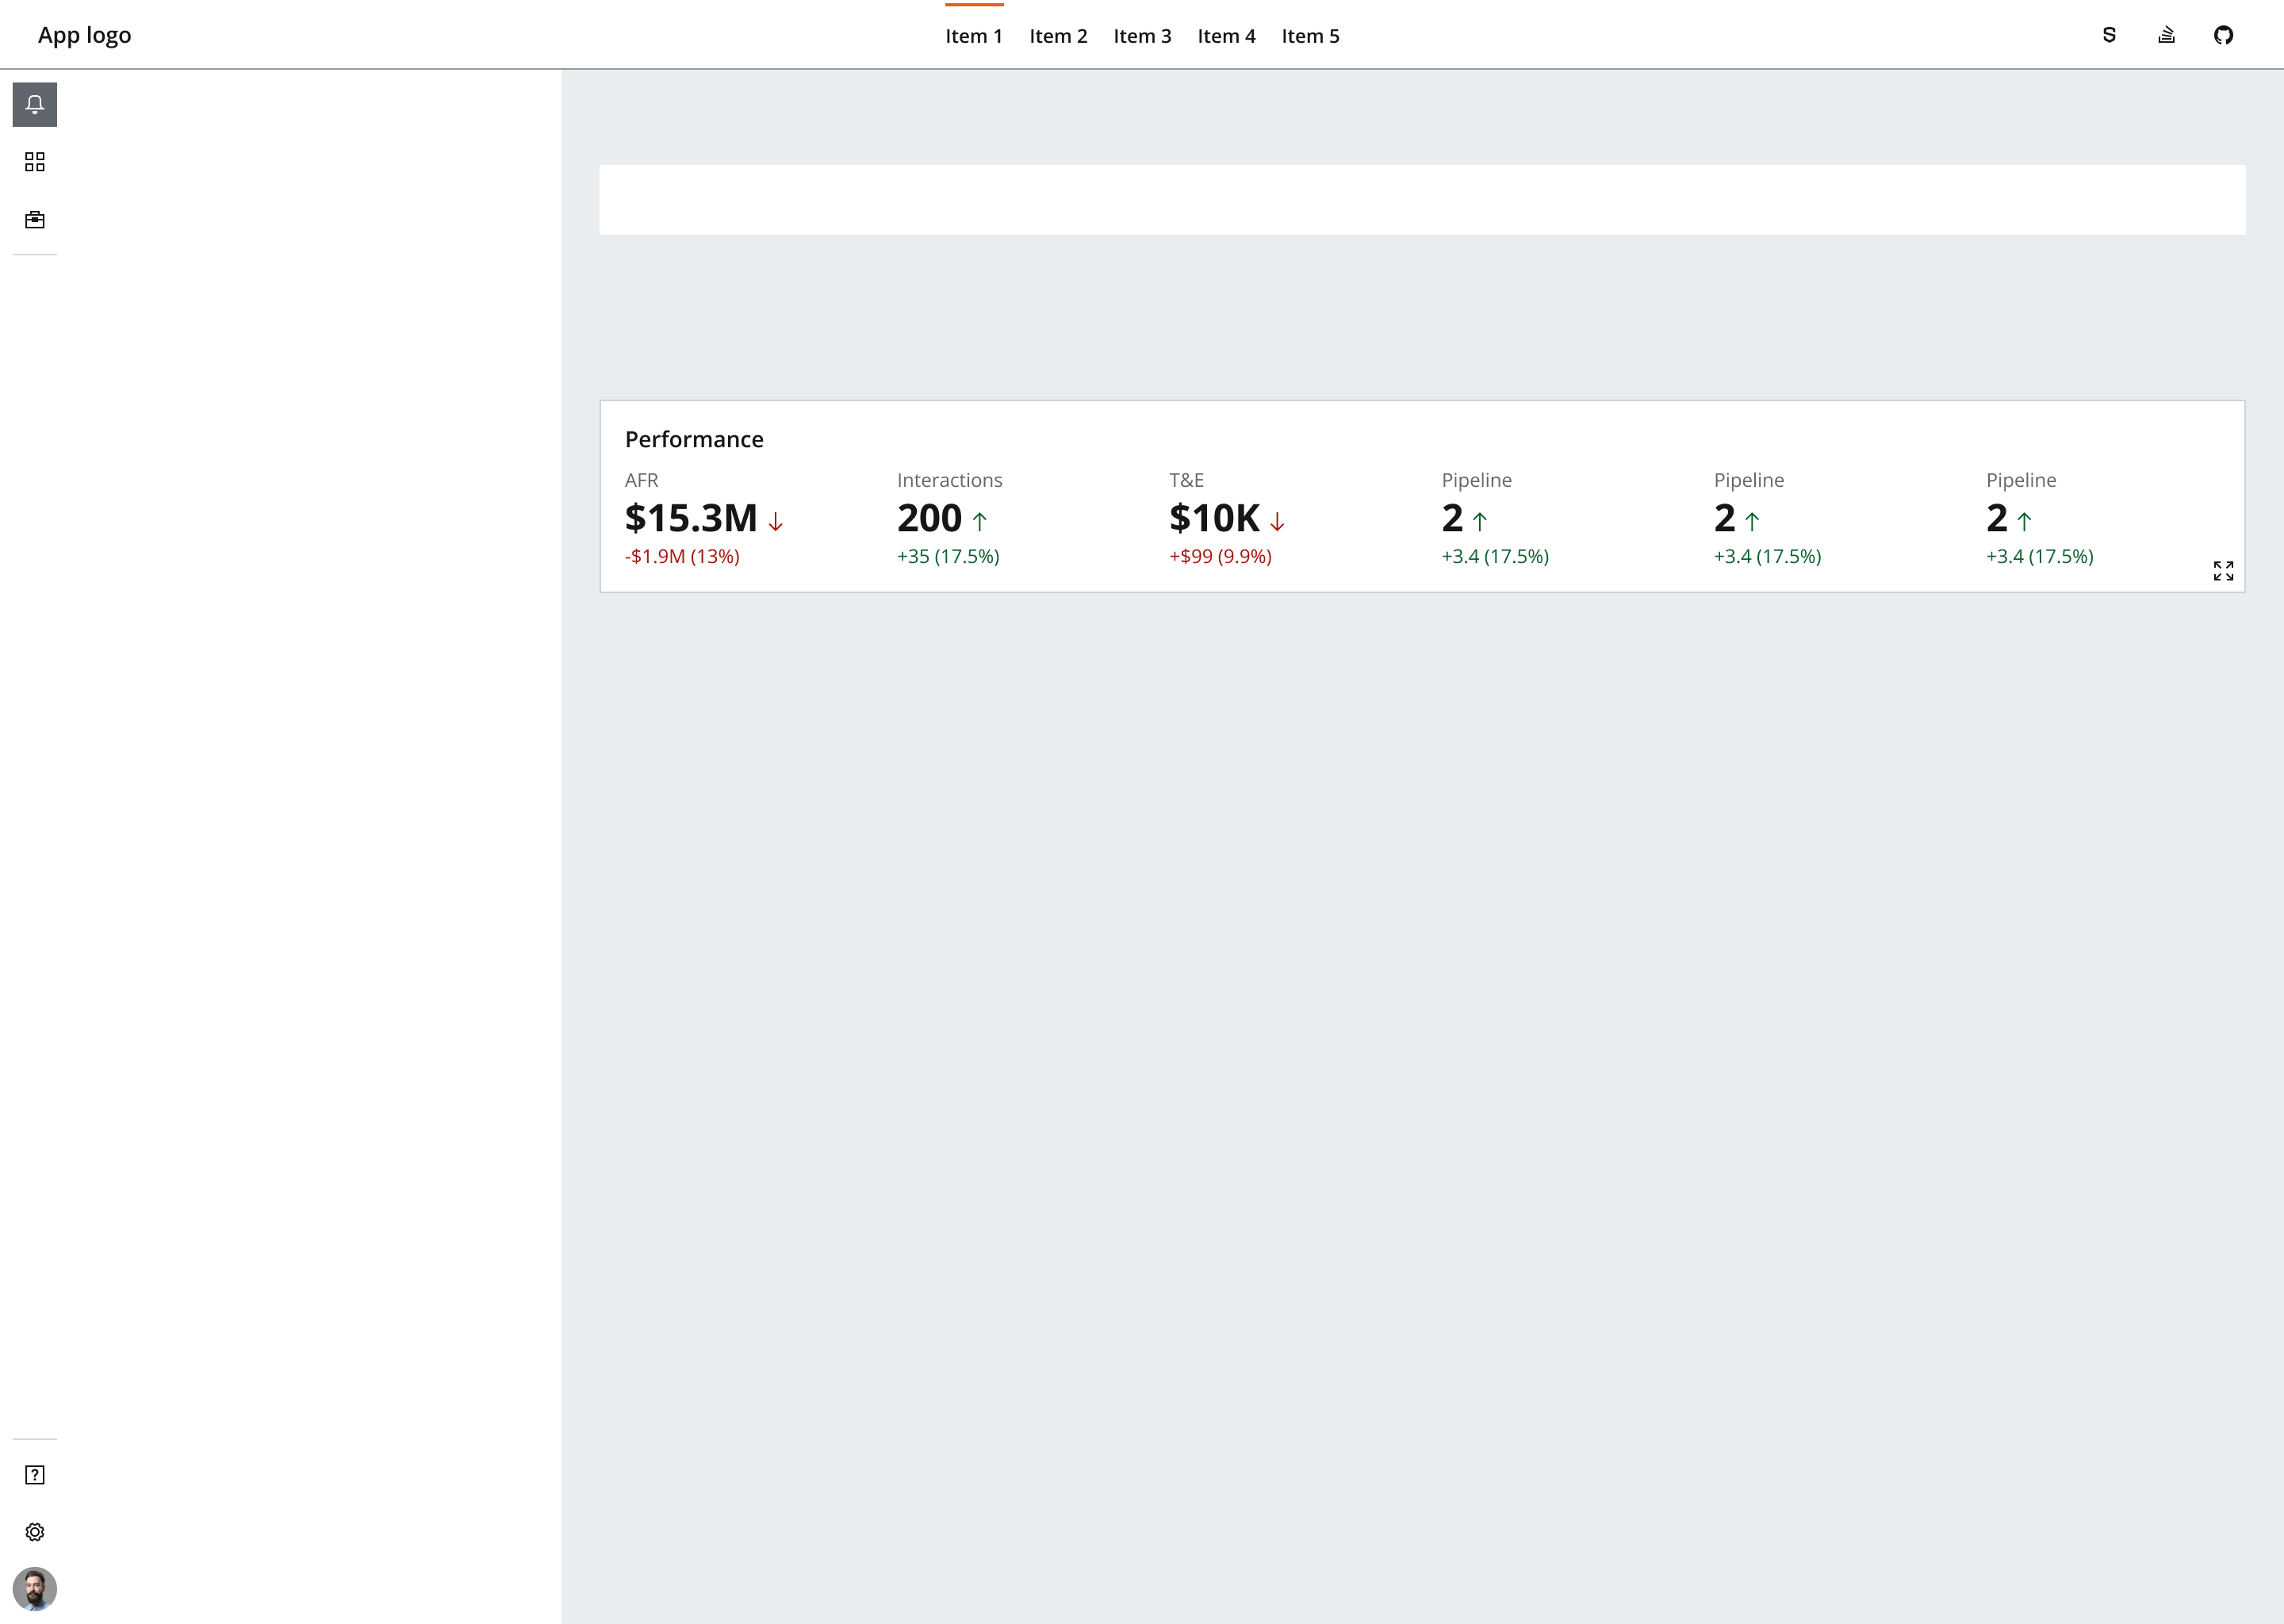 App logo
Item 1 Item 2 Item 3 Item 4 Item 5
S
Performance
AFR Interactions T&E Pipeline Pipeline Pipeline
$15.3M ↓ 200 ↑ $10K ↓ 2 ↑ 2 ↑ 2 ↑
-$1.9M (13%) +35 (17.5%) +$99 (9.9%) +3.4 (17.5%) +3.4 (17.5%) +3.4 (17.5%)
?